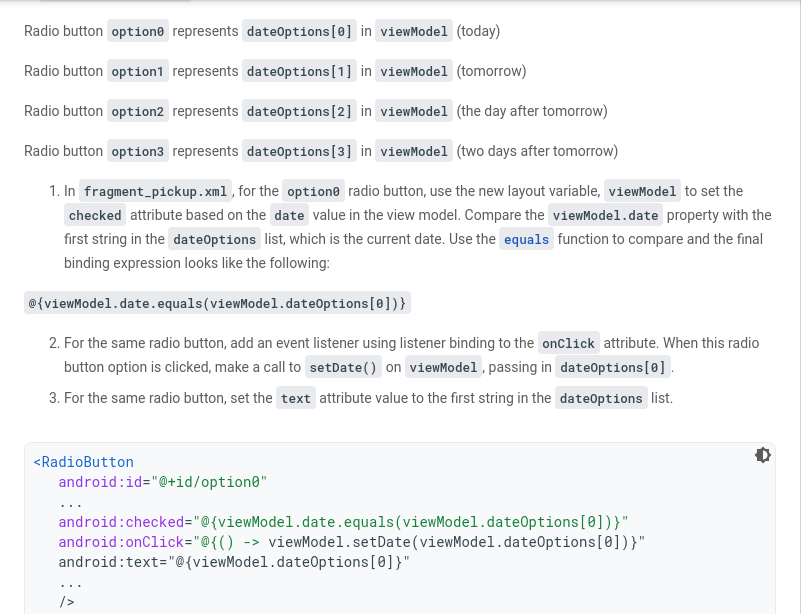 Radio button option0 represents dateOptions[0] in viewModel (today)
Radio button option1 represents dateOptions[1] in viewModel (tomorrow)
Radio button option2 represents dateOptions[2] in viewModel (the day after tomorrow)
Radio button option3 represents dateOptions[3] in viewModel (two days after tomorrow)
1. In fragment_pickup.xml, for the option0 radio button, use the new layout variable, viewModel to set the
checked attribute based on the date value in the view model. Compare the viewModel.date property with the
first string in the dateOptions list, which is the current date. Use the equals function to compare and the final
binding expression looks like the following:
@{viewModel.date.equals(viewModel.dateOptions[0])}
2. For the same radio button, add an event listener using listener binding to the onClick attribute. When this radio
button option is clicked, make a call to setDate() on viewModel, passing in dateOptions[0].
3. For the same radio button, set the text attribute value to the first string in the dateOptions list.
<RadioButton
android:id="@+id/option0"
...
android:checked="@{viewModel.date.equals(viewModel.dateOptions[0])}"
android:onClick="@{() -> viewModel.setDate(viewModel.dateOptions[0])}"
android:text="@{viewModel.dateOptions[0]}"
...
/>